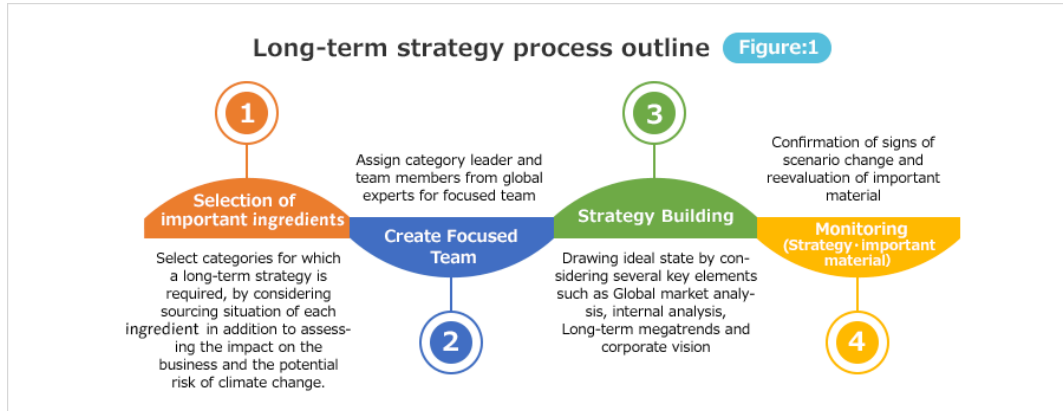 Long-term strategy process outline Figure:1
1
Selection of
important ingredients
Select categories for which
a long-term strategy is
required, by considering
sourcing situation of each
ingredient in addition to assess-
ing the impact on the
business and the potential
risk of climate change.
Assign category leader and
team members from global
experts for focused team
Create Focused
Team
2
3
Strategy Building
Drawing ideal state by con-
sidering several key elements
such as Global market analy-
sis, internal analysis,
Long-term megatrends and
corporate vision
Confirmation of signs of
scenario change and
reevaluation of important
material
Monitoring
(Strategy·important
material)
4